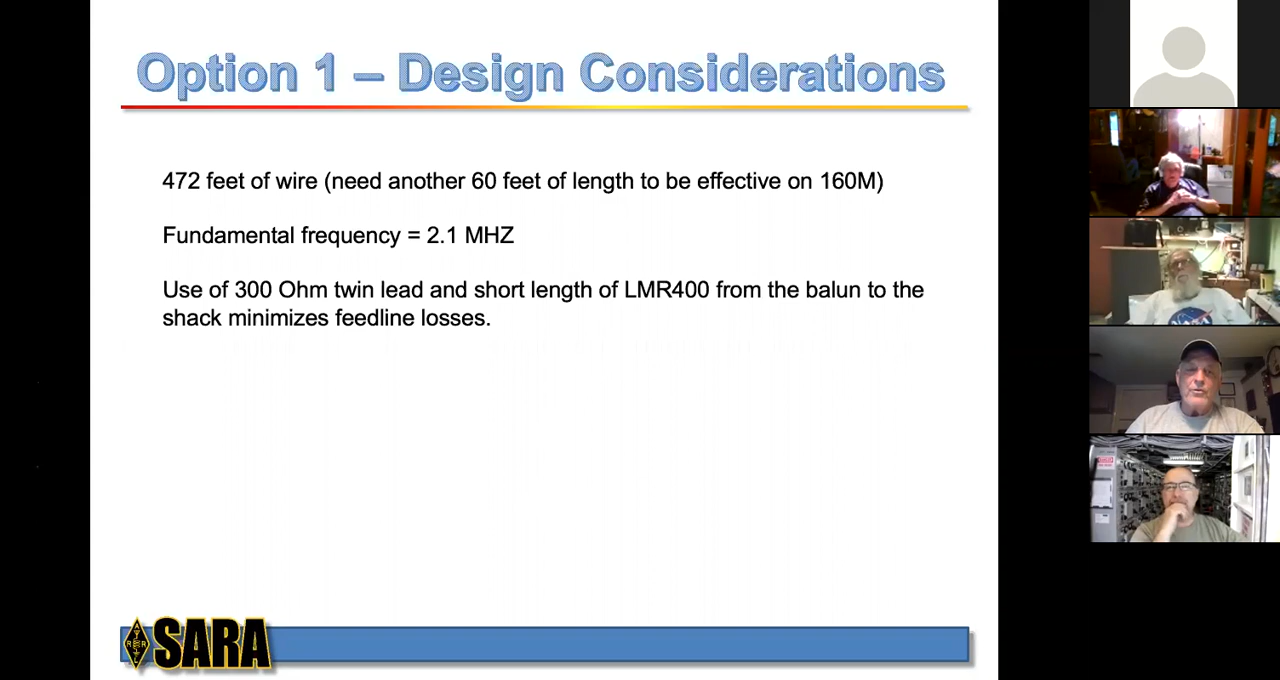 Option 1 – Design Considerations
472 feet of wire (need another 60 feet of length to be effective on 160M)
Fundamental frequency = 2.1 MHZ
Use of 300 Ohm twin lead and short length of LMR400 from the balun to the
shack minimizes feedline losses.
SARA